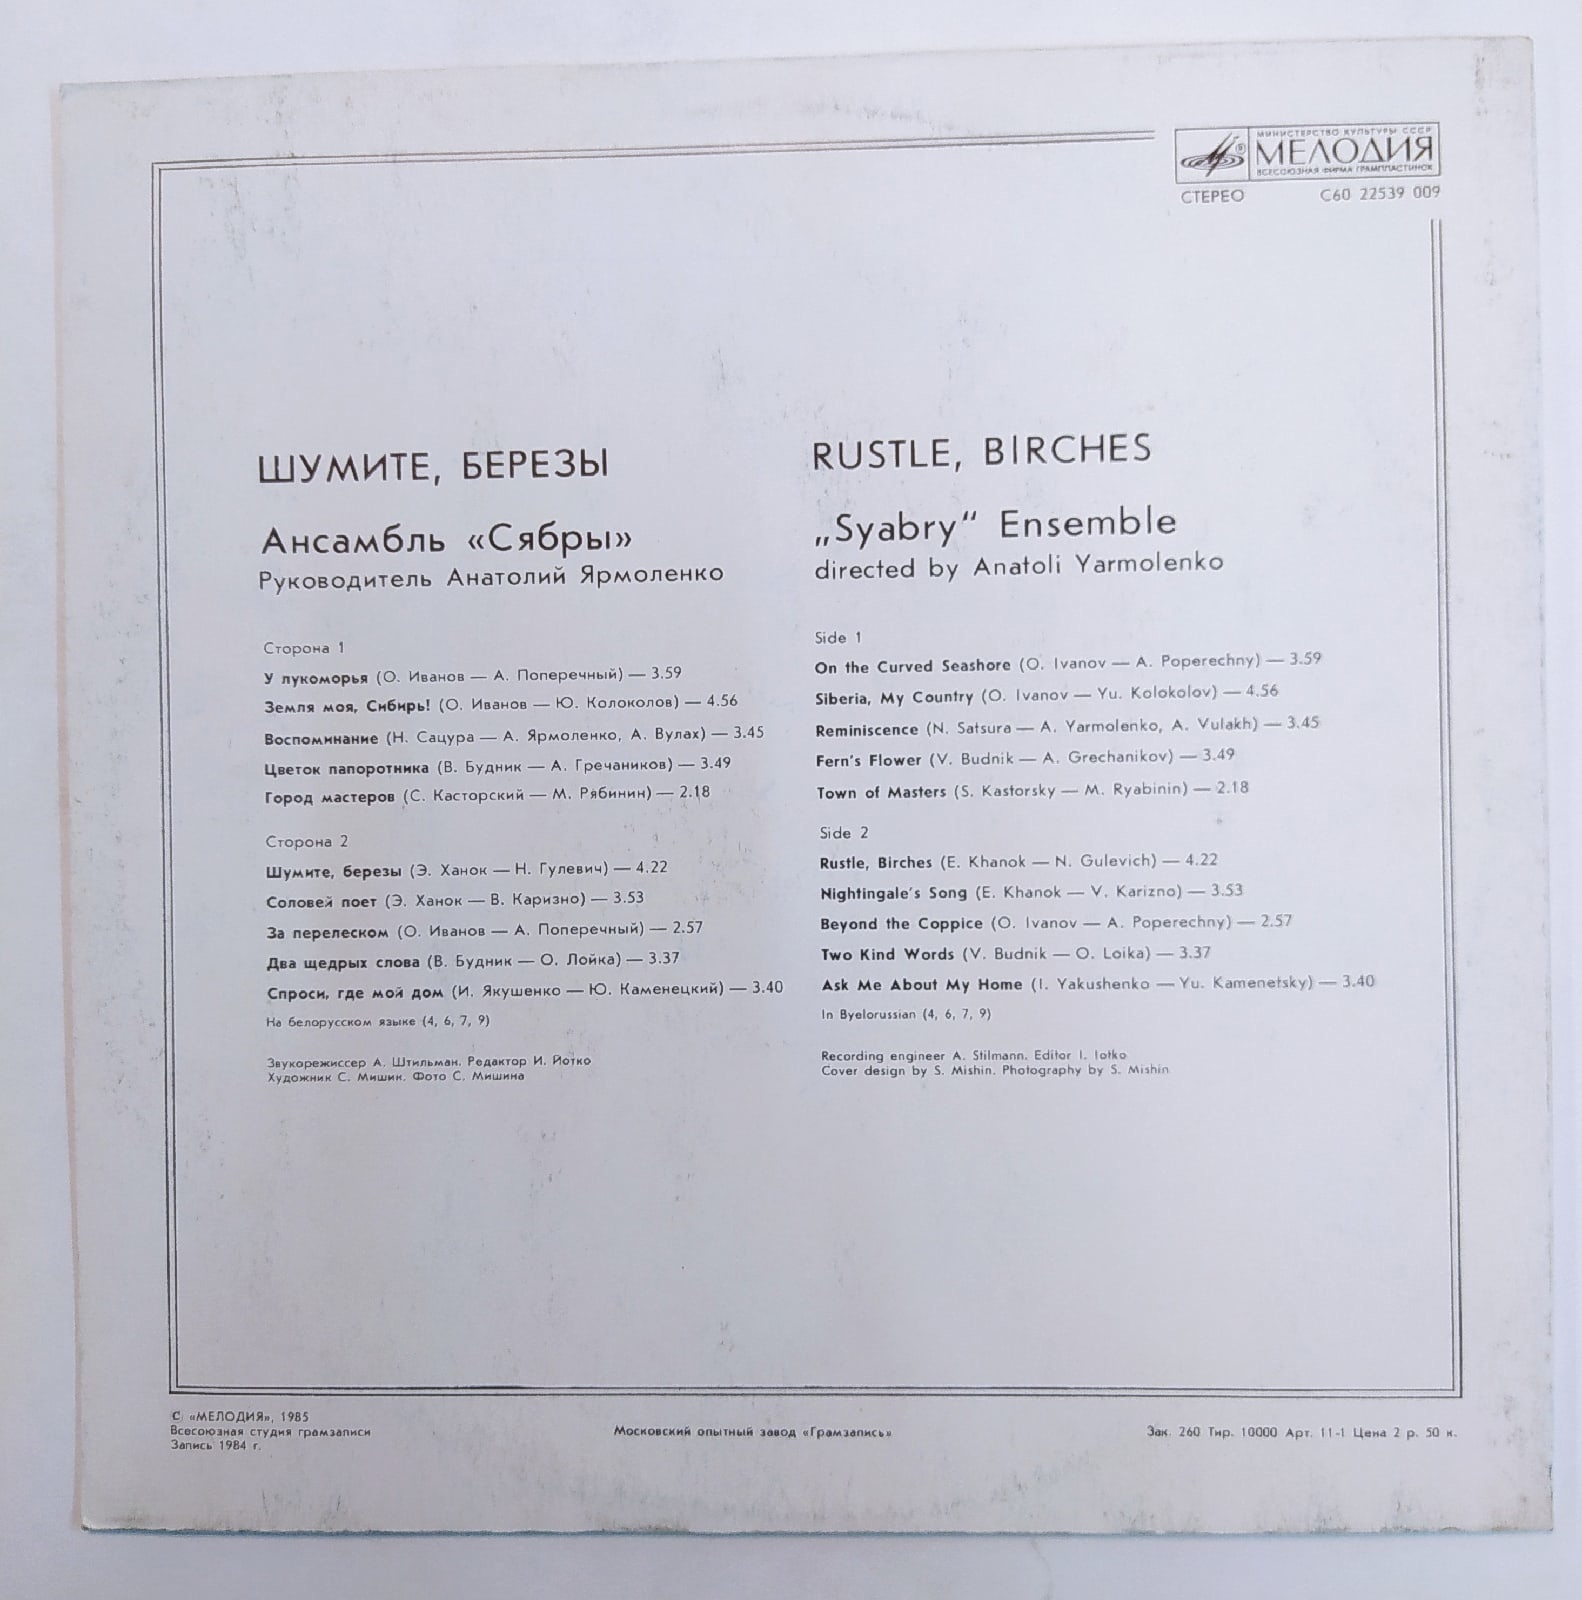 МИНИСТЕРСТВО КУЛЬТУРЫ СССР
МЕЛОДИЯ
ВСЕСОЮЗНАЯ ФИРМА ГРАМПЛАСТИНОК
СТЕРЕО C60 22539 009
ШУМИТЕ, БЕРЕЗЫ
Ансамбль «Сябры»
Руководитель Анатолий Ярмоленко
Сторона 1
У лукоморья (О. Иванов — А. Поперечный) — 3.59
Земля моя, Сибирь! (О. Иванов — Ю. Колоколов) — 4.56
Воспоминание (Н. Сацура — А. Ярмоленко, А. Вулах) — 3.45
Цветок папоротника (В. Будник — А. Гречаников) — 3.49
Город мастеров (С. Касторский — М. Рябинин) — 2.18
Сторона 2
Шумите, березы (Э. Ханок — Н. Гулевич) — 4.22
Соловей поет (Э. Ханок — В. Каризно) — 3.53
За перелеском (О. Иванов — А. Поперечный) — 2.57
Два щедрых слова (В. Будник — О. Лойка) — 3.37
Спроси, где мой дом (И. Якушенко — Ю. Каменецкий) — 3.40
На белорусском языке (4, 6, 7, 9)
Звукорежиссер А. Штильман. Редактор И. Йотко
Художник С. Мишин. Фото С. Мишина
RUSTLE, BIRCHES
„Syabry“ Ensemble
directed by Anatoli Yarmolenko
Side 1
On the Curved Seashore (O. Ivanov — A. Poperechny) — 3.59
Siberia, My Country (O. Ivanov — Yu. Kolokolov) — 4.56
Reminiscence (N. Satsura — A. Yarmolenko, A. Vulakh) — 3.45
Fern's Flower (V. Budnik — A. Grechanikov) — 3.49
Town of Masters (S. Kastorsky — M. Ryabinin) — 2.18
Side 2
Rustle, Birches (E. Khanok — N. Gulevich) — 4.22
Nightingale's Song (E. Khanok — V. Karizno) — 3.53
Beyond the Coppice (O. Ivanov — A. Poperechny) — 2.57
Two Kind Words (V. Budnik — O. Loika) — 3.37
Ask Me About My Home (I. Yakushenko — Yu. Kamenetsky) — 3.40
In Byelorussian (4, 6, 7, 9)
Recording engineer A. Stilmann. Editor I. Iotko
Cover design by S. Mishin. Photography by S. Mishin
С «МЕЛОДИЯ», 1985
Всесоюзная студия грамзаписи
Запись 1984 г.
Московский опытный завод «Грамзапись»
Зак. 260 Тир. 10000 Арт. 11-1 Цена 2 р. 50 к.